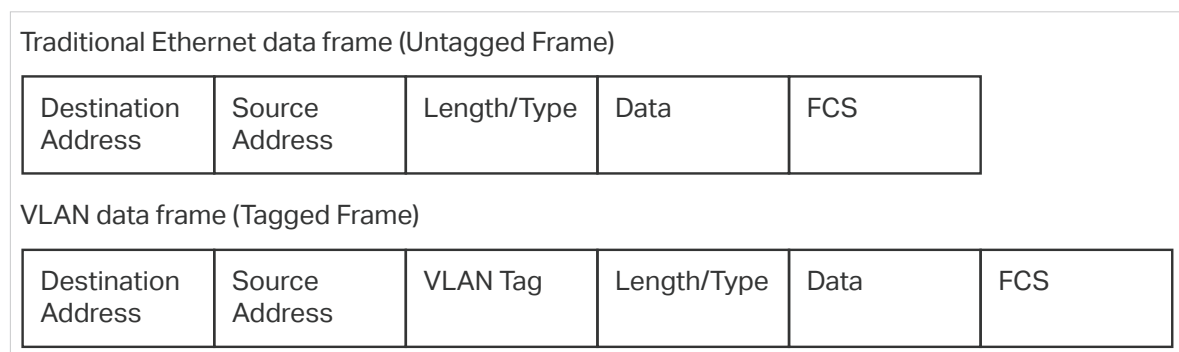 Traditional Ethernet data frame (Untagged Frame)
Destination Address
Source Address
Length/Type
Data
FCS
VLAN data frame (Tagged Frame)
Destination Address
Source Address
VLAN Tag
Length/Type
Data
FCS